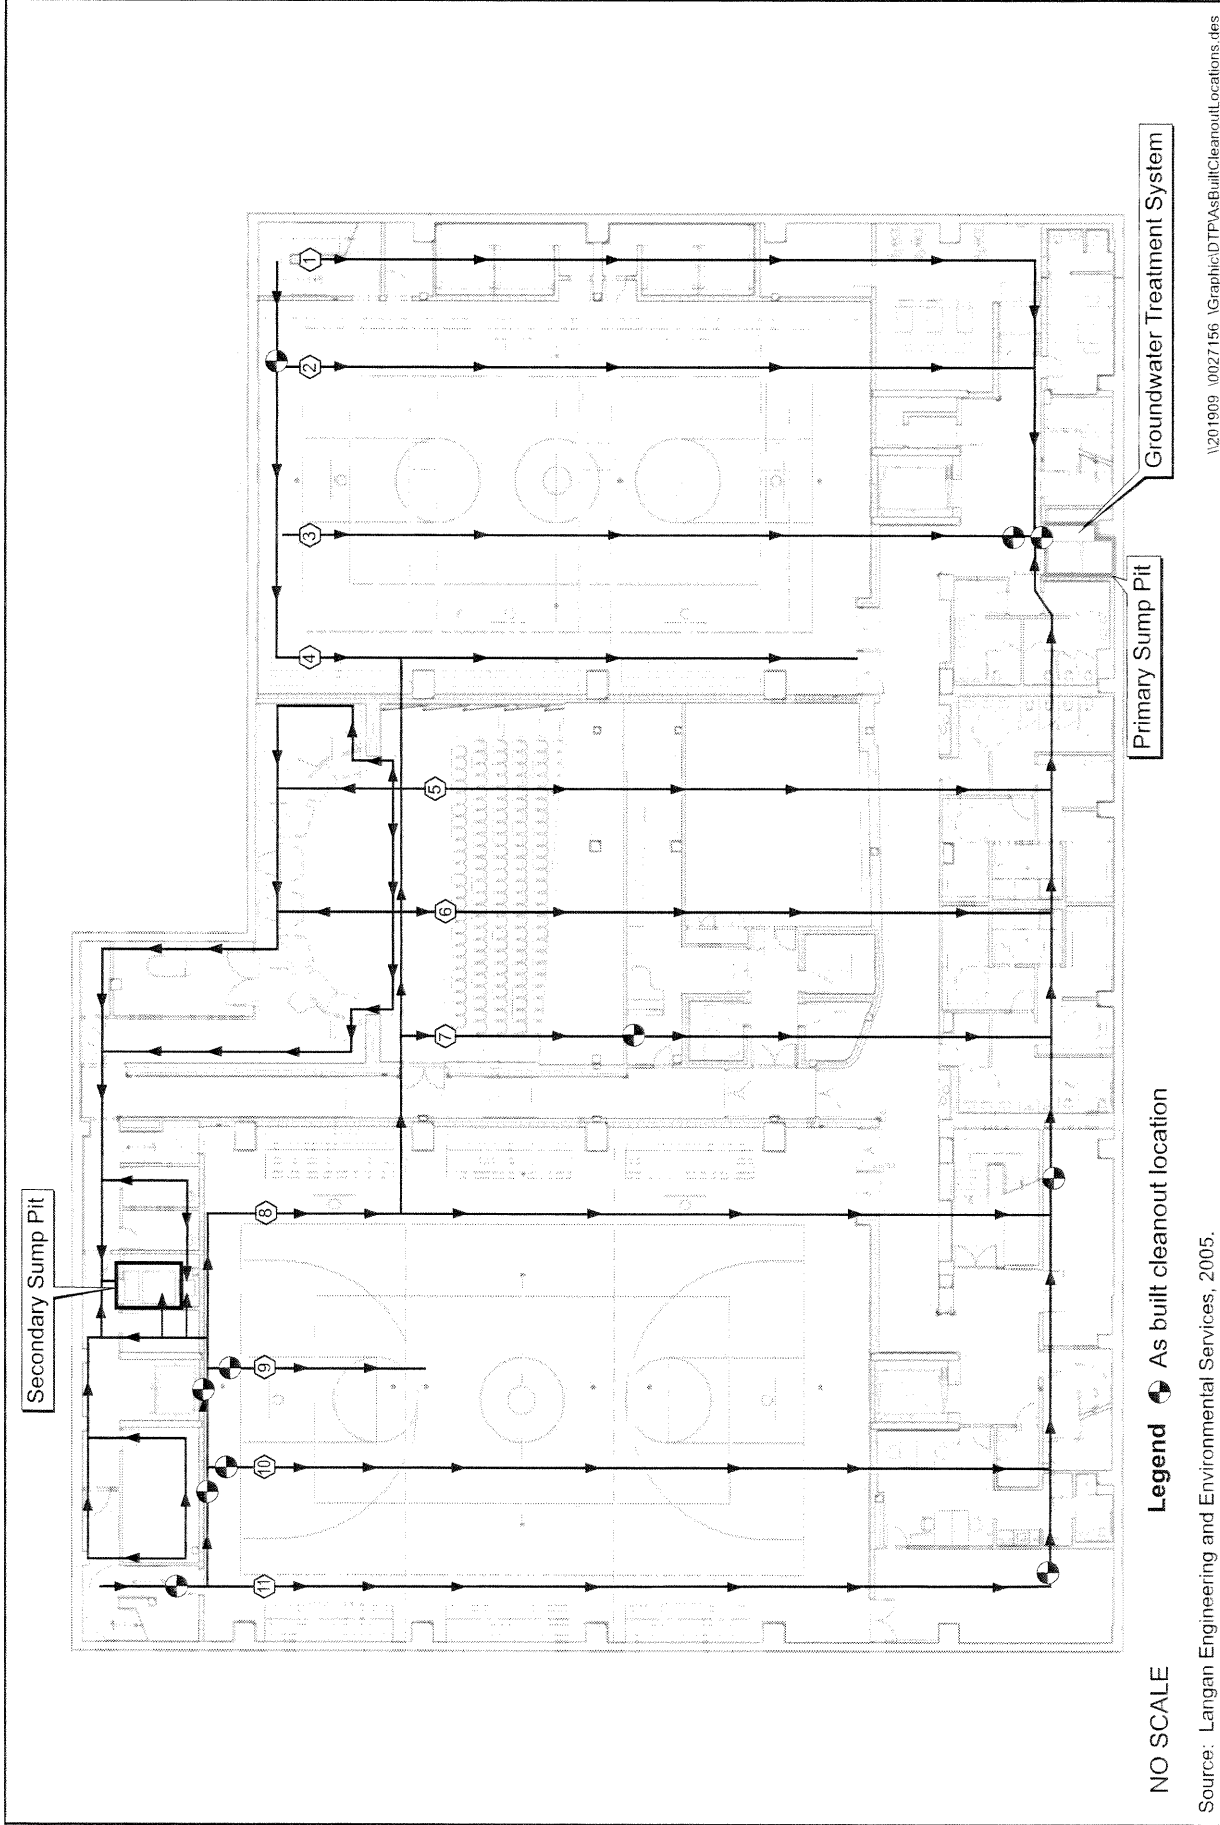 Secondary Sump Pit
1
2
3
4
5
6
7
8
9
10
11
Groundwater Treatment System
Primary Sump Pit
NO SCALE
Legend As built cleanout location
Source: Langan Engineering and Environmental Services, 2005.
\\201909 \0027156 \Graphic\DTP\AsBuiltCleanoutLocations.des